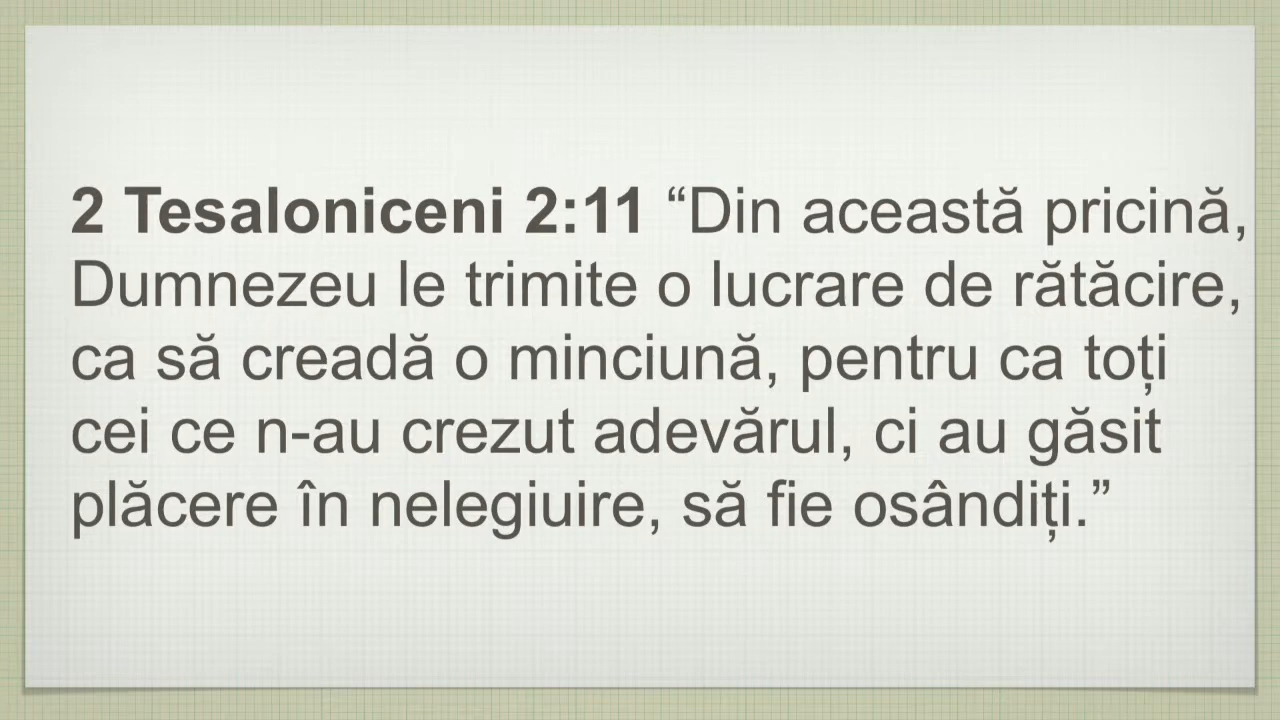 2 Tesaloniceni 2:11 “Din această pricină,
Dumnezeu le trimite o lucrare de rătăcire,
ca să creadă o minciună, pentru ca toți
cei ce n-au crezut adevărul, ci au găsit
plăcere în nelegiuire, să fie osândiți.”